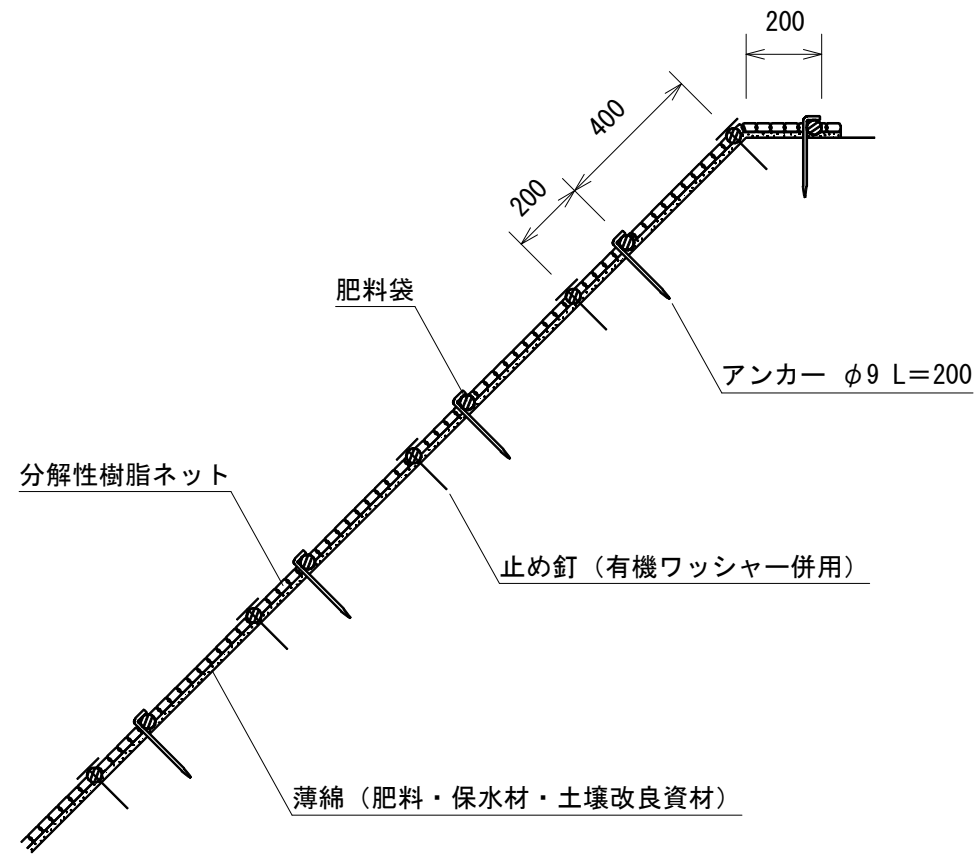 200
400
200
肥料袋
アンカー φ9 L=200
分解性樹脂ネット
止め釘（有機ワッシャー併用）
薄綿（肥料・保水材・土壌改良資材）